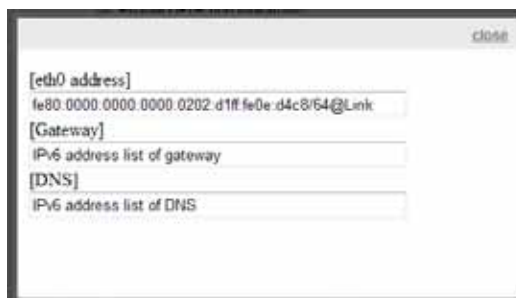 close
[eth0 address]
fe80:0000:0000:0000:0202:d1ff:fe0e:d4c8/64@Link
[Gateway]
IPv6 address list of gateway
[DNS]
IPv6 address list of DNS